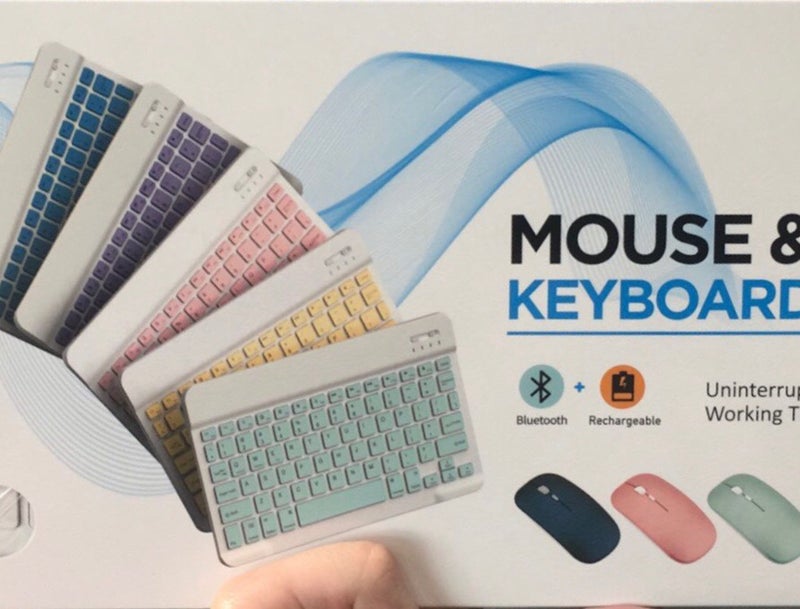 MOUSE &
KEYBOARD
Bluetooth
+
Rechargeable
Uninterrup
Working T